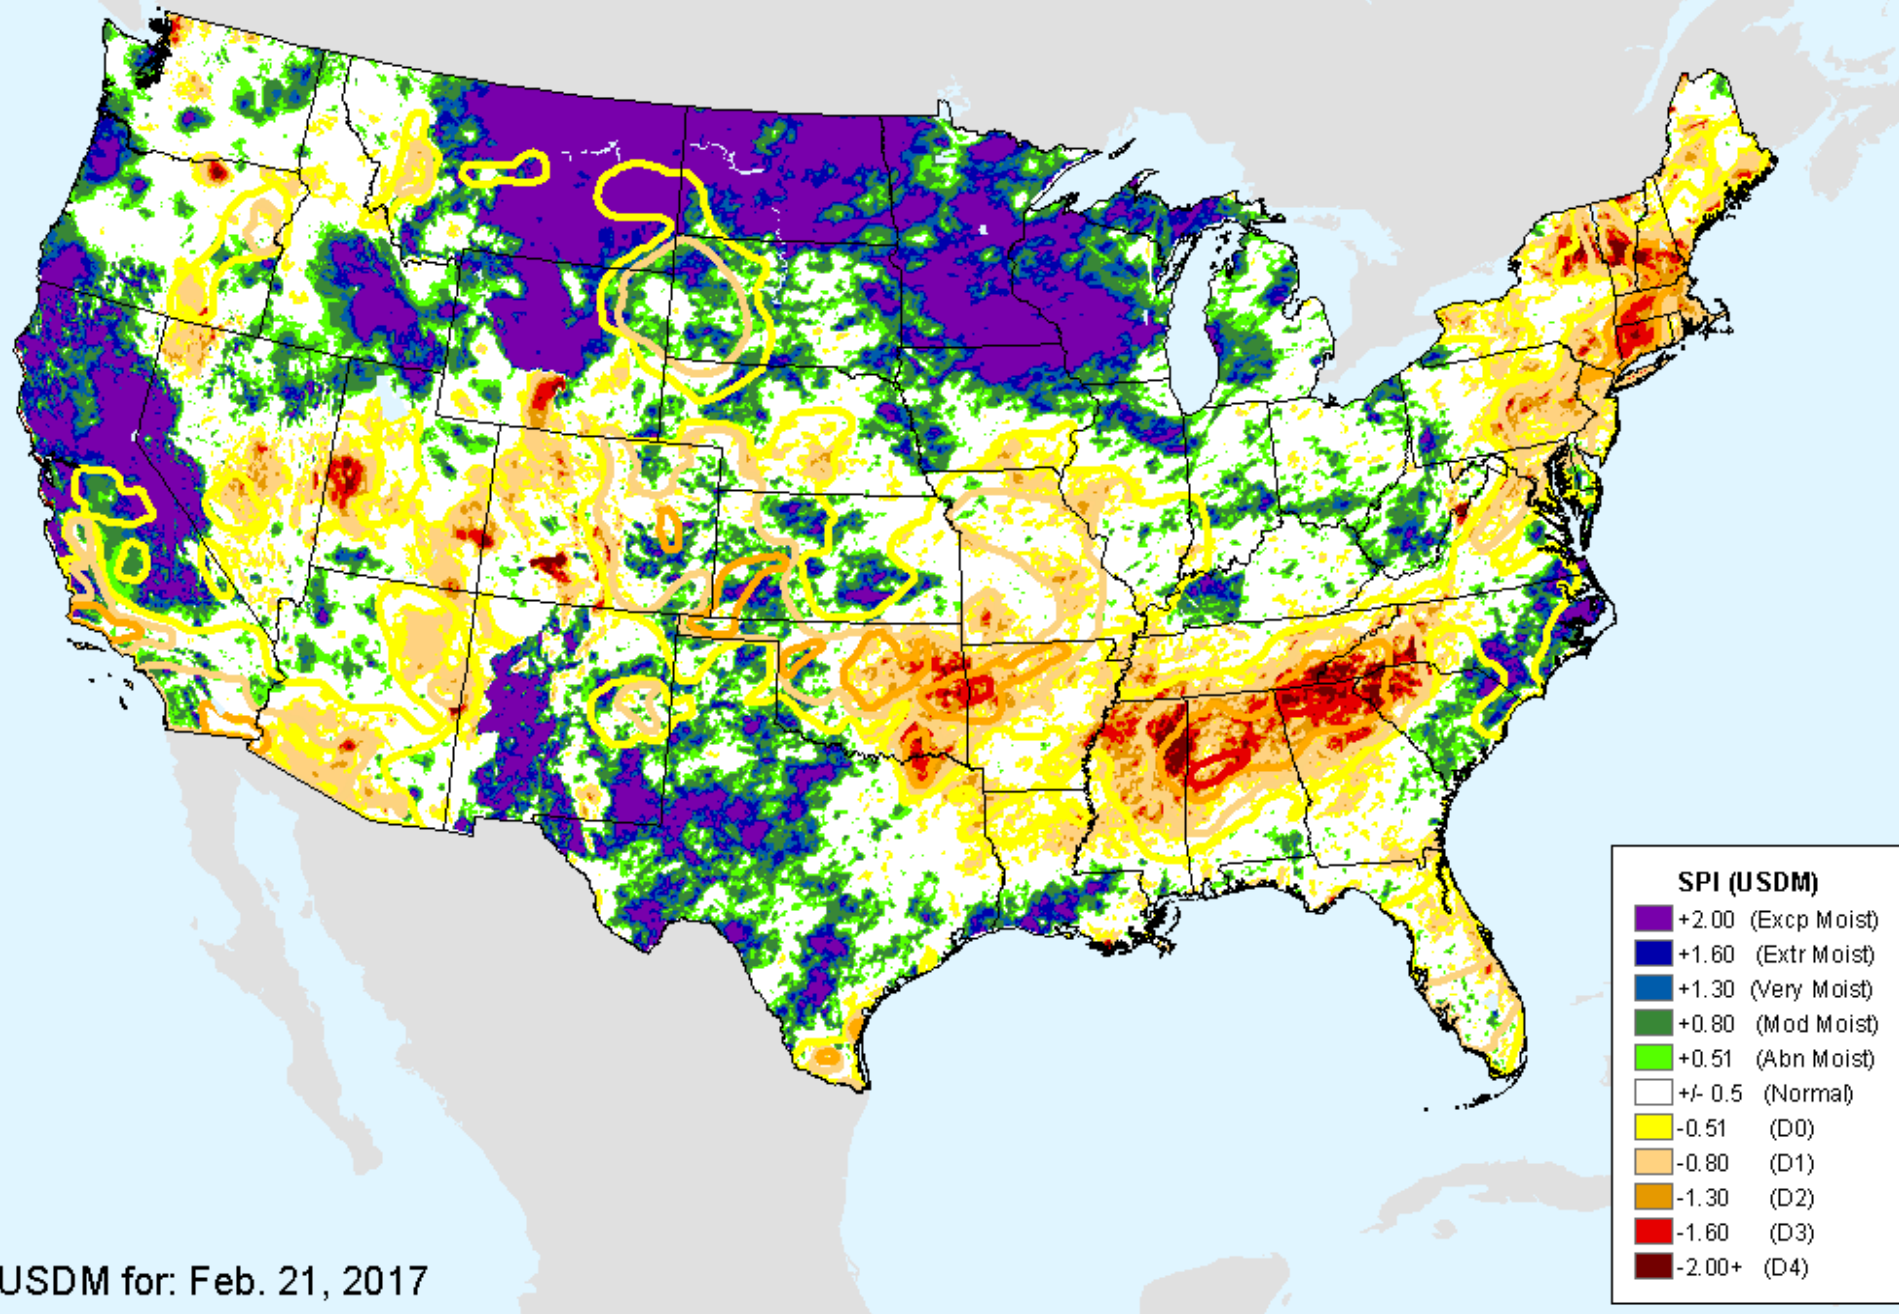 SPI (USDM)
+2.00 (Excp Moist)
+1.60 (Extr Moist)
+1.30 (Very Moist)
+0.80 (Mod Moist)
+0.51 (Abn Moist)
+/- 0.5 (Normal)
-0.51 (D0)
-0.80 (D1)
-1.30 (D2)
-1.60 (D3)
-2.00+ (D4)
USDM for: Feb. 21, 2017